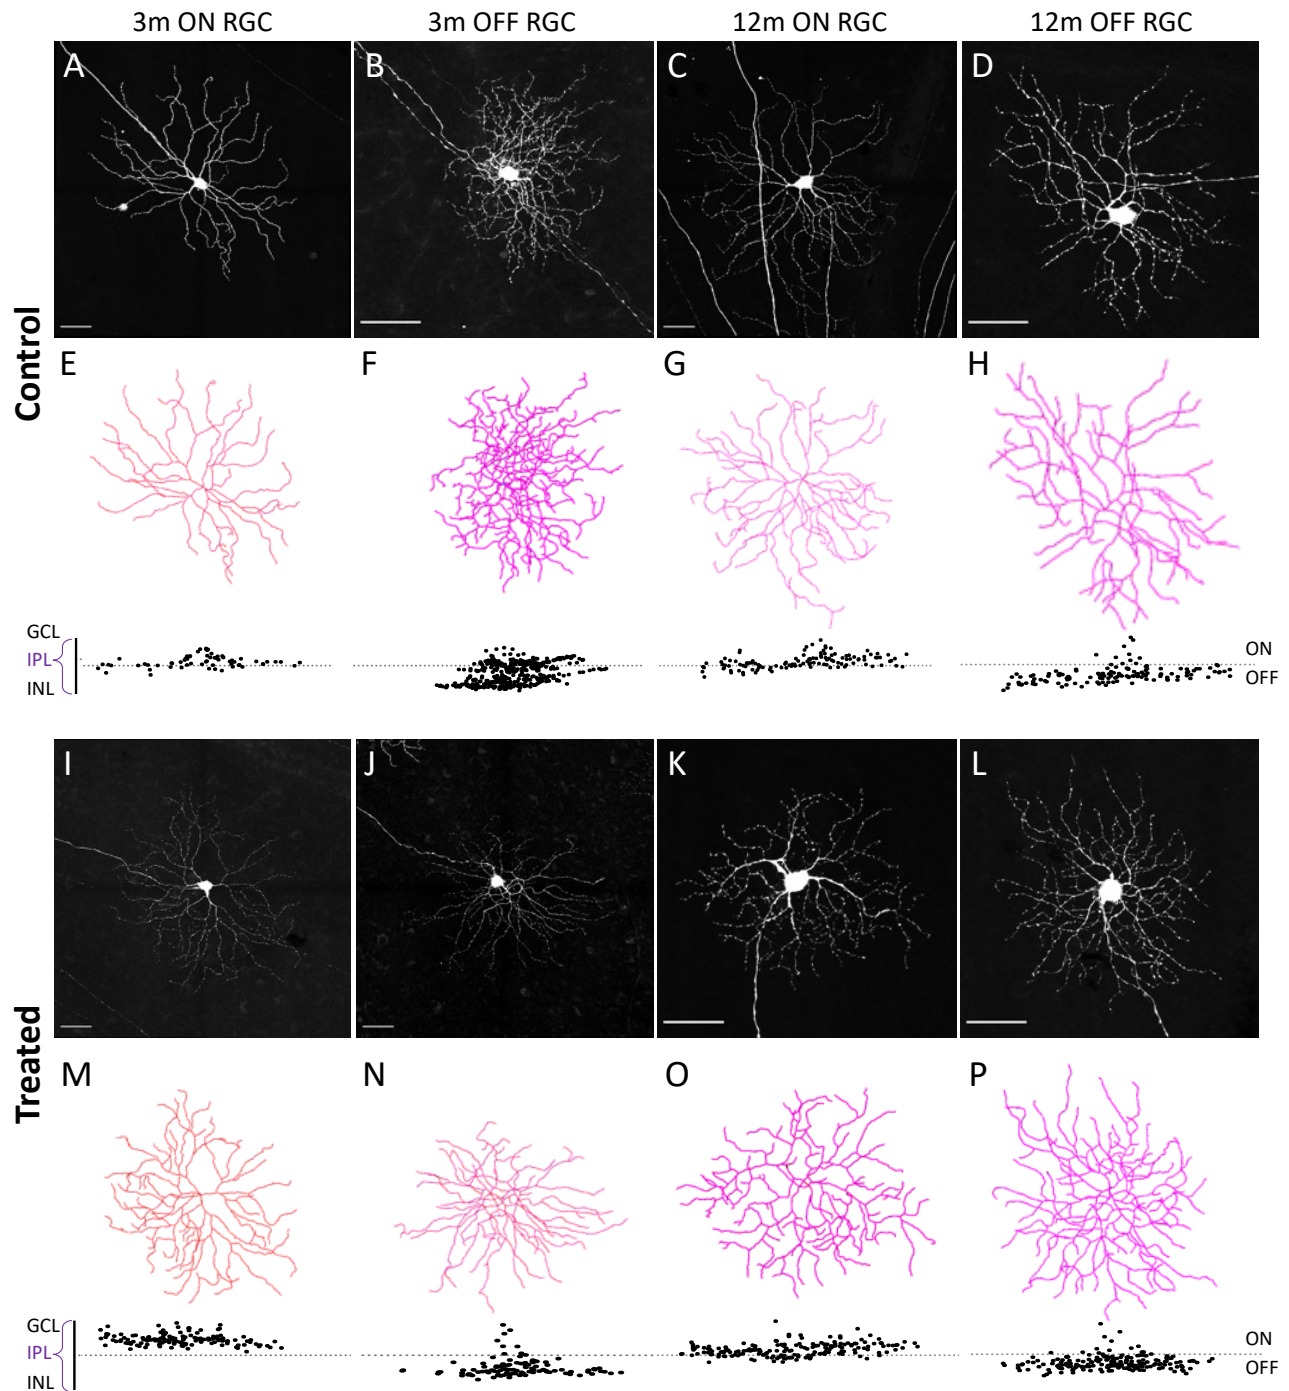 3m ON RGC 3m OFF RGC 12m ON RGC 12m OFF RGC
A B C D
Control
E F G H
GCL
IPL
INL
ON
OFF
I J K L
Treated
M N O P
GCL
IPL
INL
ON
OFF